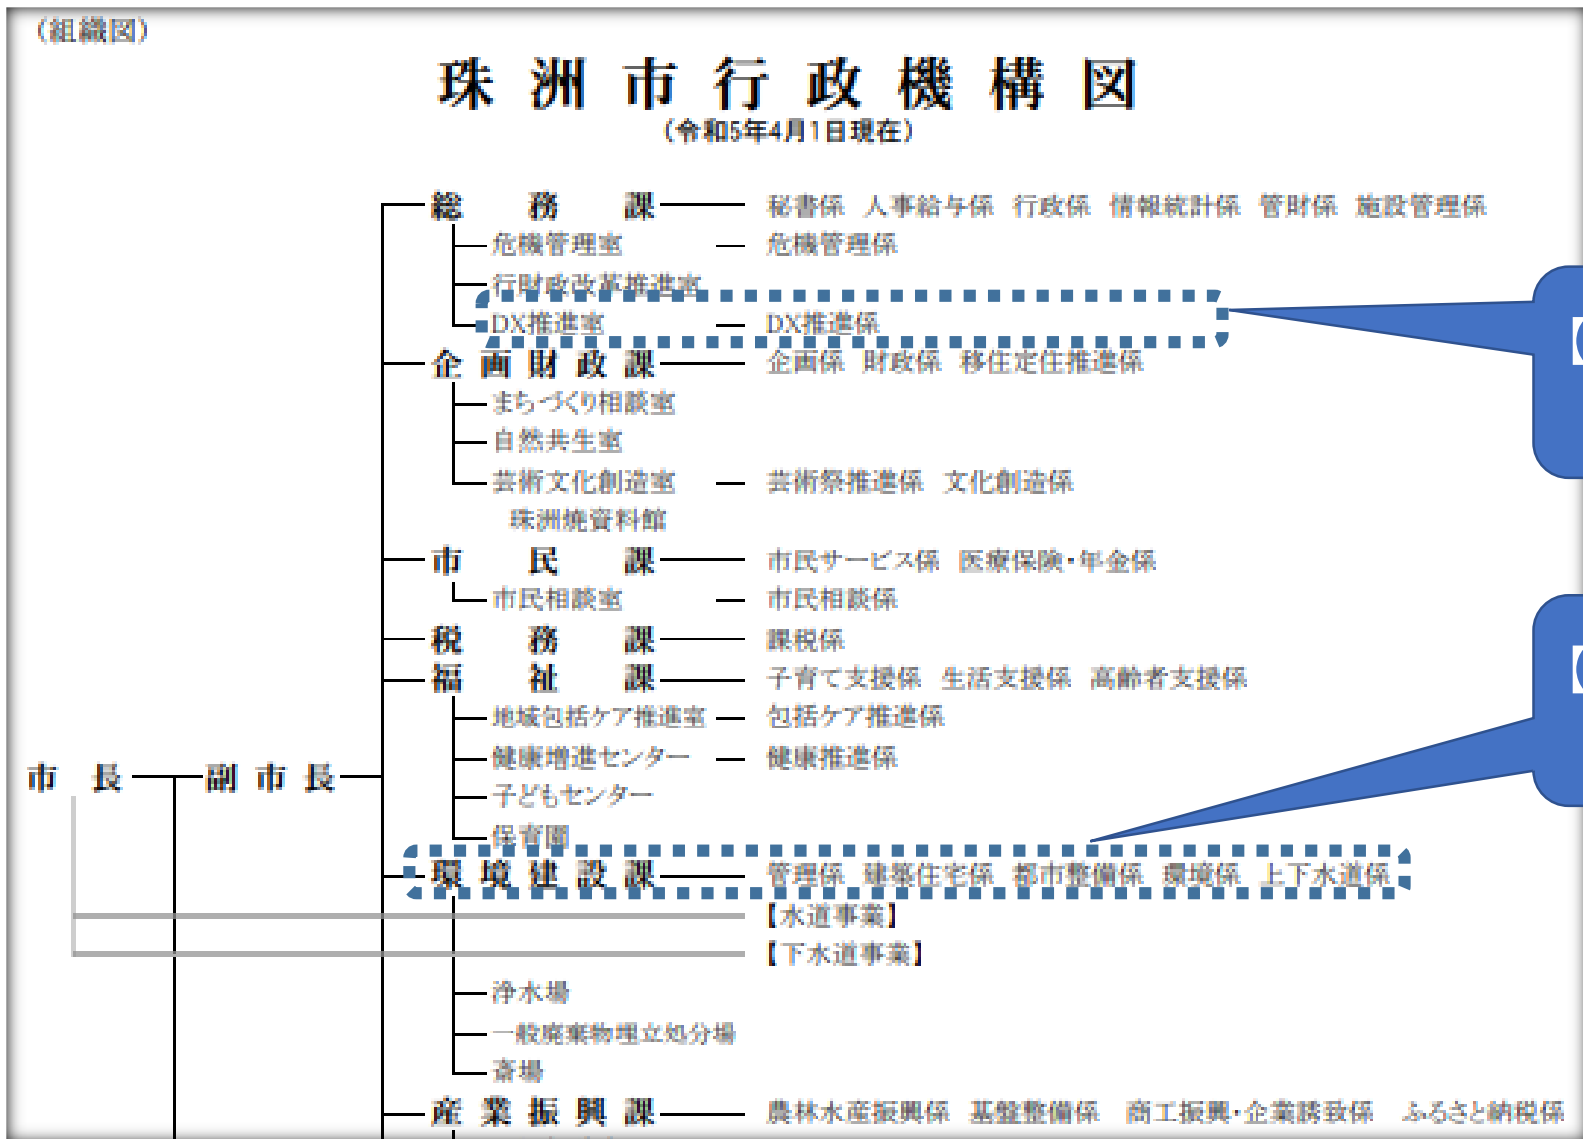 (組織図)
珠洲市行政機構図
(令和5年4月1日現在)
総務課 秘書係 人事給与係 行政係 情報統計係 管財係 施設管理係
危機管理室 危機管理係
行財政改革推進室
DX推進室 DX推進係
企画財政課 企画係 財政係 移住定住推進係
まちづくり相談室
自然共生室
芸術文化創造室 芸術祭推進係 文化創造係
珠洲焼資料館
市民課 市民サービス係 医療保険・年金係
市民相談室 市民相談係
税務課 課税係
福祉課 子育て支援係 生活支援係 高齢者支援係
地域包括ケア推進室 包括ケア推進係
健康増進センター 健康推進係
市長 副市長
子どもセンター
保育園
環境建設課 管理係 建築住宅係 都市整備係 環境係 上下水道係
【水道事業】
【下水道事業】
浄水場
一般廃棄物埋立処分場
斎場
産業振興課 農林水産振興係 基盤整備係 商工振興・企業誘致係 ふるさと納税係